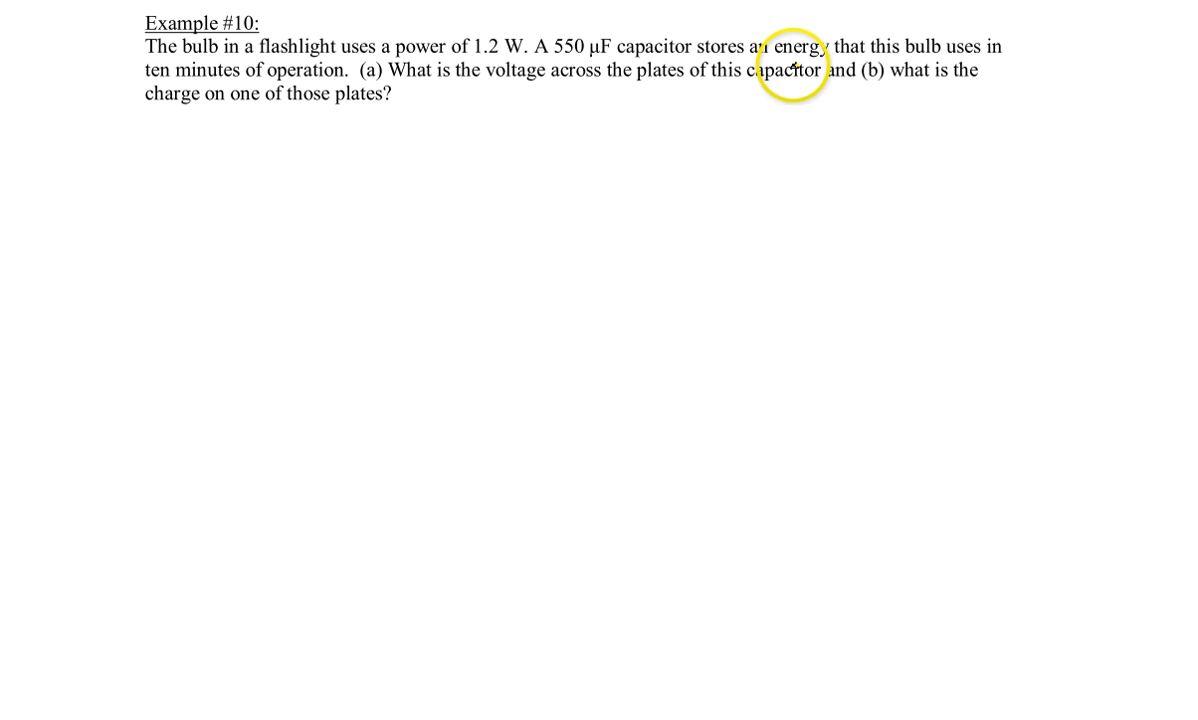 Example #10:
The bulb in a flashlight uses a power of 1.2 W. A 550 µF capacitor stores an energy that this bulb uses in
ten minutes of operation. (a) What is the voltage across the plates of this capacitor and (b) what is the
charge on one of those plates?